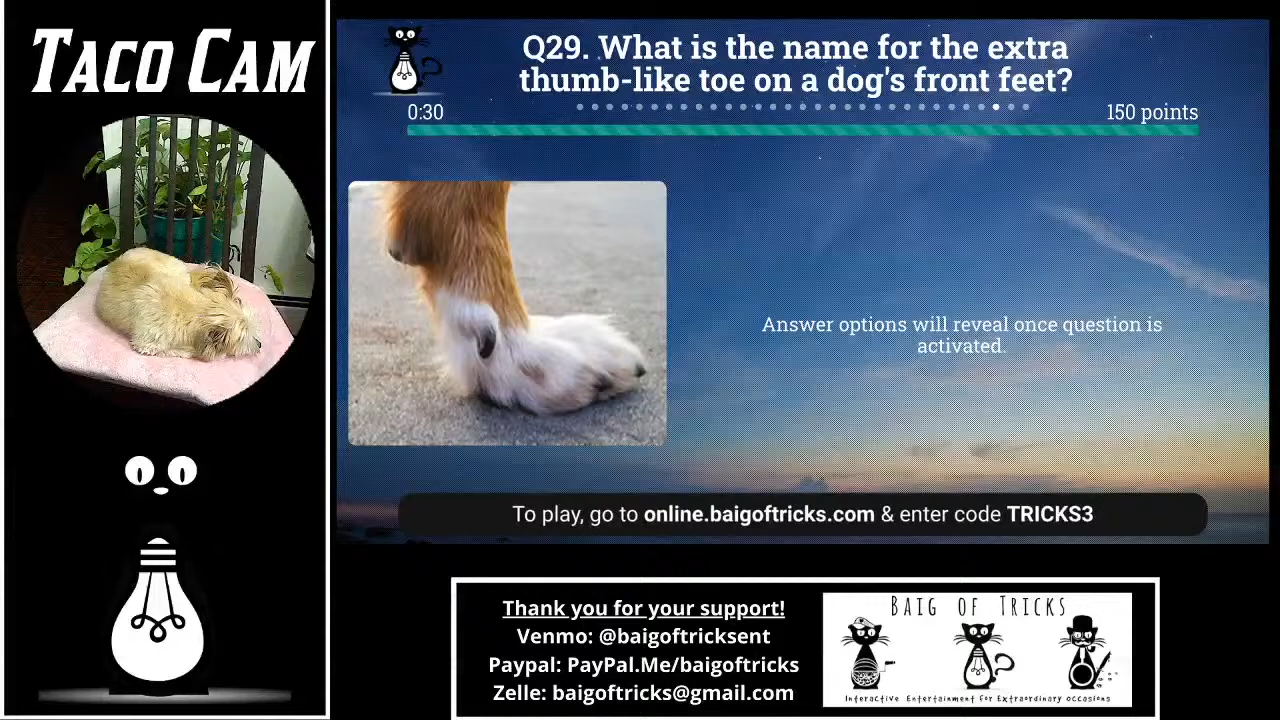 TACO CAM
Q29. What is the name for the extra
thumb-like toe on a dog's front feet?
0:30
150 points
Answer options will reveal once question is
activated.
To play, go to online.baigoftricks.com & enter code TRICKS3
Thank you for your support!
Venmo: @baigoftricksent
Paypal: PayPal.Me/baigoftricks
Zelle: baigoftricks@gmail.com
BAIG OF TRICKS
Interactive Entertainment for Extraordinary occasions